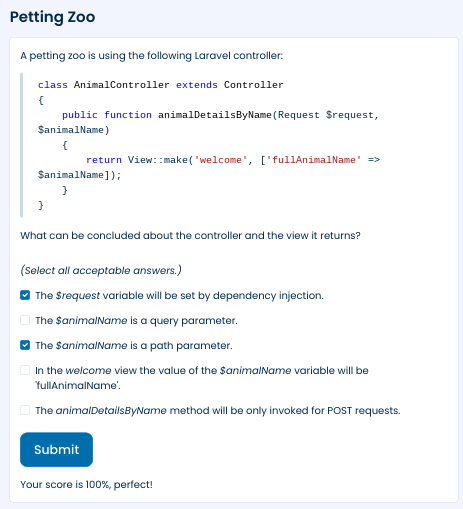 Petting Zoo
A petting zoo is using the following Laravel controller:
class AnimalController extends Controller
{
public function animalDetailsByName(Request $request,
$animalName)
{
return View::make('welcome', ['fullAnimalName' =>
$animalName]);
}
}
What can be concluded about the controller and the view it returns?
(Select all acceptable answers.)
The $request variable will be set by dependency injection.
The $animalName is a query parameter.
The $animalName is a path parameter.
In the welcome view the value of the $animalName variable will be
'fullAnimalName'.
The animalDetailsByName method will be only invoked for POST requests.
Submit
Your score is 100%, perfect!